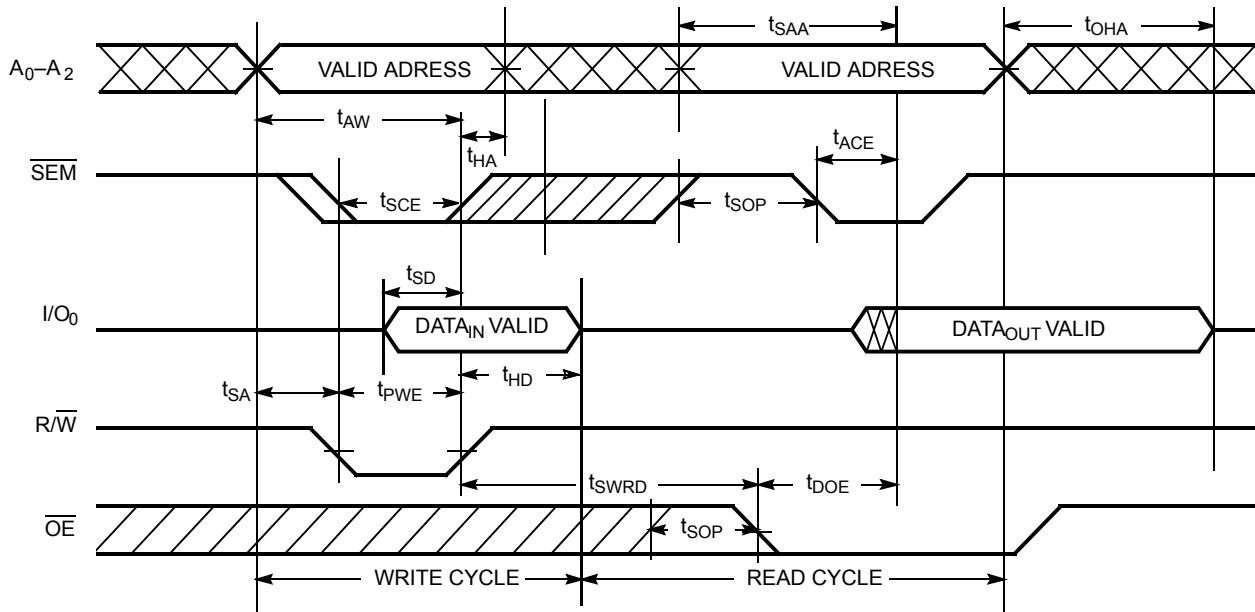 tSAA
tOHA
A0–A2
VALID ADRESS
VALID ADRESS
tAW
tHA
tACE
SEM
tSCE
tSOP
tSD
I/O0
DATAIN VALID
DATAOUT VALID
tSA
tPWE
tHD
R/W
tSWRD
tDOE
OE
tSOP
WRITE CYCLE
READ CYCLE